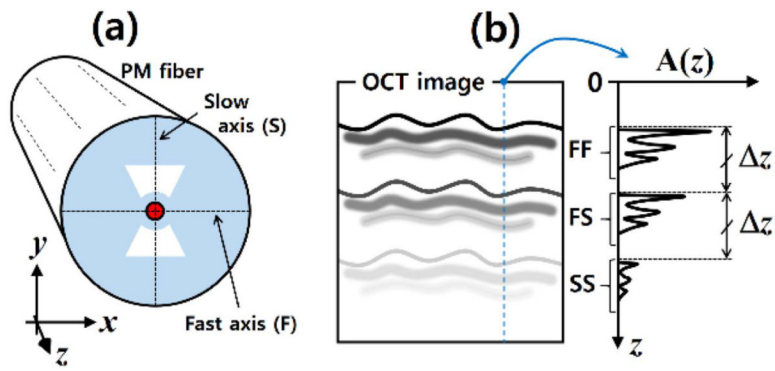 (a)
PM fiber
Slow
axis (S)
Fast axis (F)
y
x
z
(b)
OCT image
0
A(z)
FF
Δz
FS
Δz
SS
z